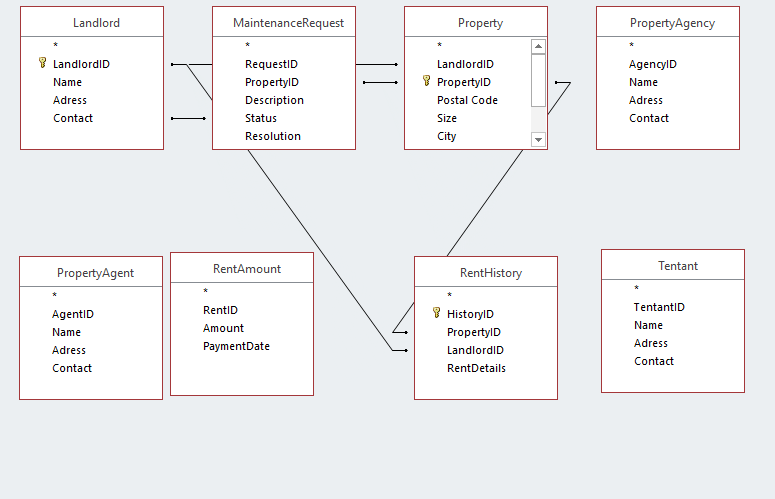 Landlord
*
LandlordID
Name
Adress
Contact
MaintenanceRequest
*
RequestID
PropertyID
Description
Status
Resolution
Property
*
LandlordID
PropertyID
Postal Code
Size
City
PropertyAgency
*
AgencyID
Name
Adress
Contact
PropertyAgent
*
AgentID
Name
Adress
Contact
RentAmount
*
RentID
Amount
PaymentDate
RentHistory
*
HistoryID
PropertyID
LandlordID
RentDetails
Tentant
*
TentantID
Name
Adress
Contact